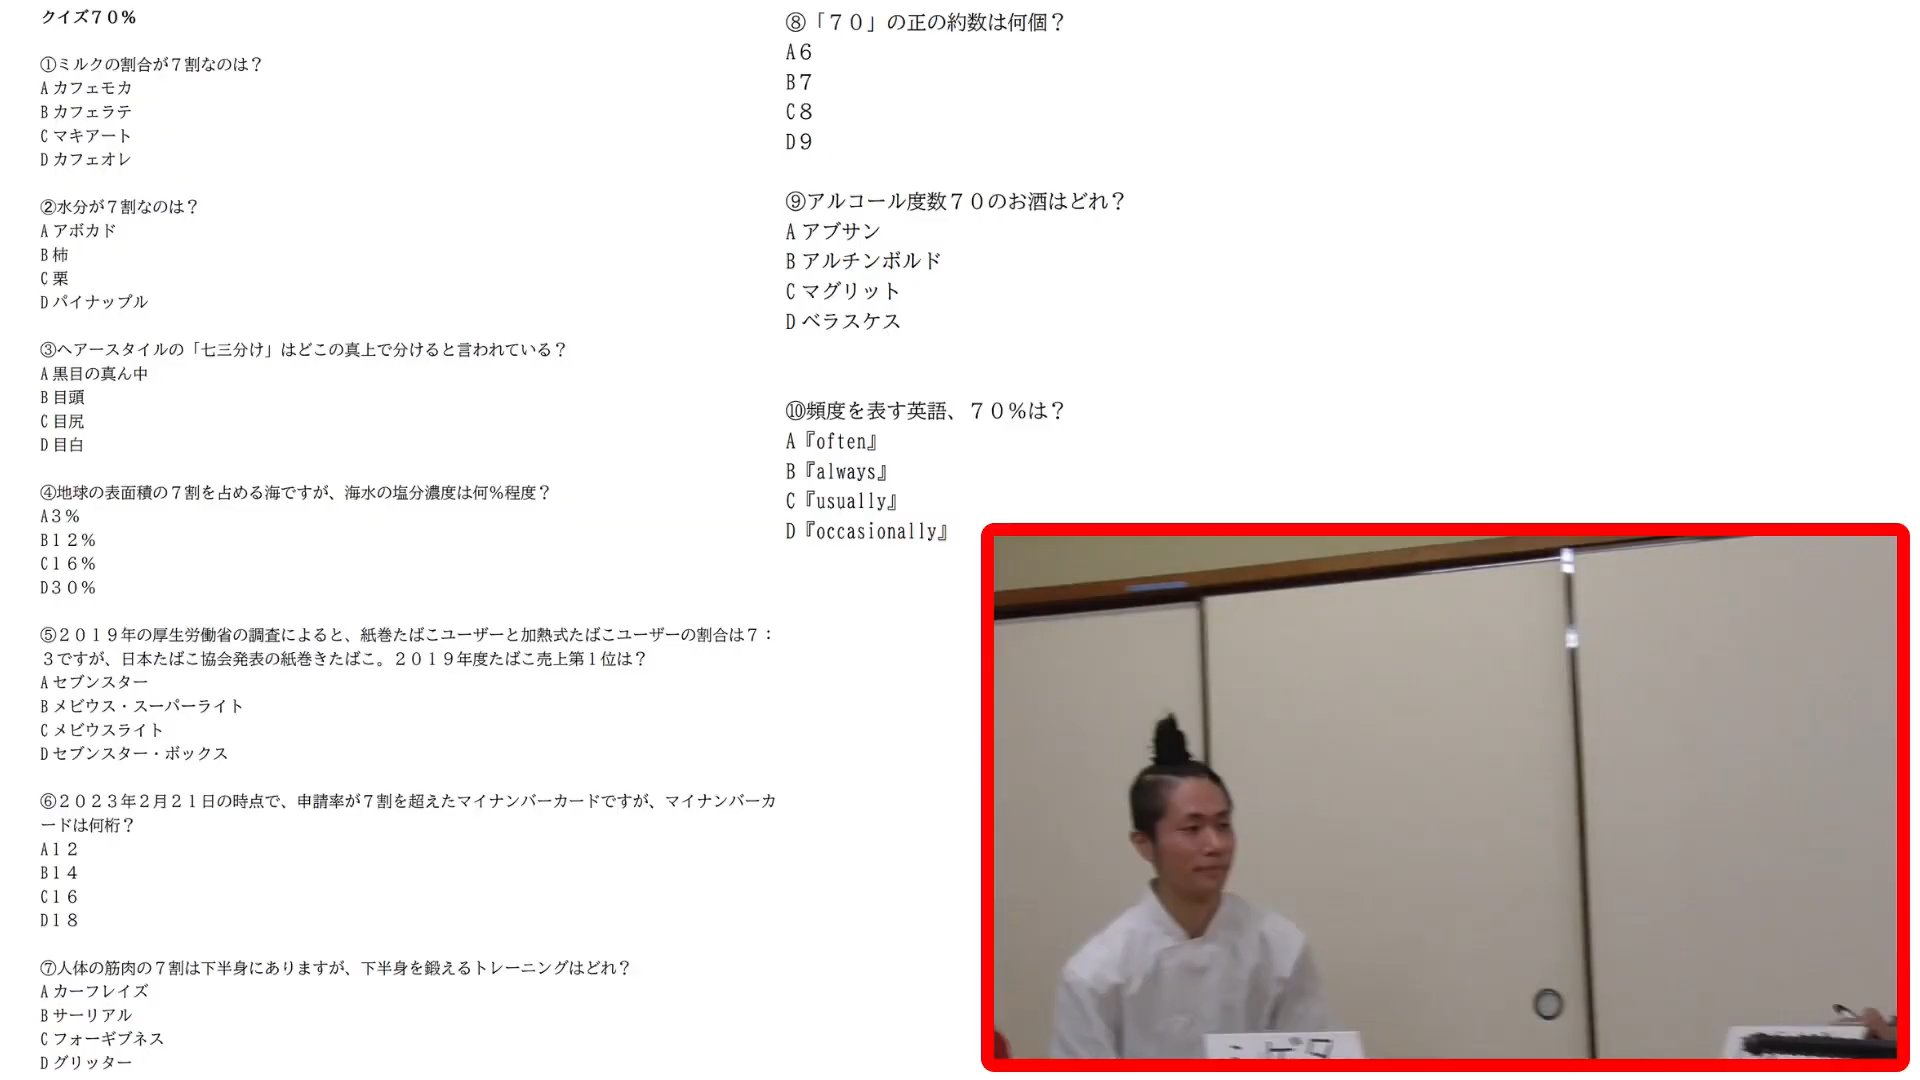 クイズ７０％
①ミルクの割合が７割なのは？
A カフェモカ
B カフェラテ
C マキアート
D カフェオレ
②水分が７割なのは？
A アボカド
B 柿
C 栗
D パイナップル
③ヘアースタイルの「七三分け」はどこの真上で分けると言われている？
A 黒目の真ん中
B 目頭
C 目尻
D 目白
④地球の表面積の７割を占める海ですが、海水の塩分濃度は何％程度？
A３％
B１２％
C１６％
D３０％
⑤２０１９年の厚生労働省の調査によると、紙巻たばこユーザーと加熱式たばこユーザーの割合は７：
３ですが、日本たばこ協会発表の紙巻きたばこ。２０１９年度たばこ売上第１位は？
A セブンスター
B メビウス・スーパーライト
C メビウスライト
D セブンスター・ボックス
⑥２０２３年２月２１日の時点で、申請率が７割を超えたマイナンバーカードですが、マイナンバーカ
ードは何桁？
A１２
B１４
C１６
D１８
⑦人体の筋肉の７割は下半身にありますが、下半身を鍛えるトレーニングはどれ？
A カーフレイズ
B サーリアル
C フォーギブネス
D グリッター
⑧「７０」の正の約数は何個？
A６
B７
C８
D９
⑨アルコール度数７０のお酒はどれ？
A アブサン
B アルチンボルド
C マグリット
D ベラスケス
⑩頻度を表す英語、７０％は？
A『often』
B『always』
C『usually』
D『occasionally』